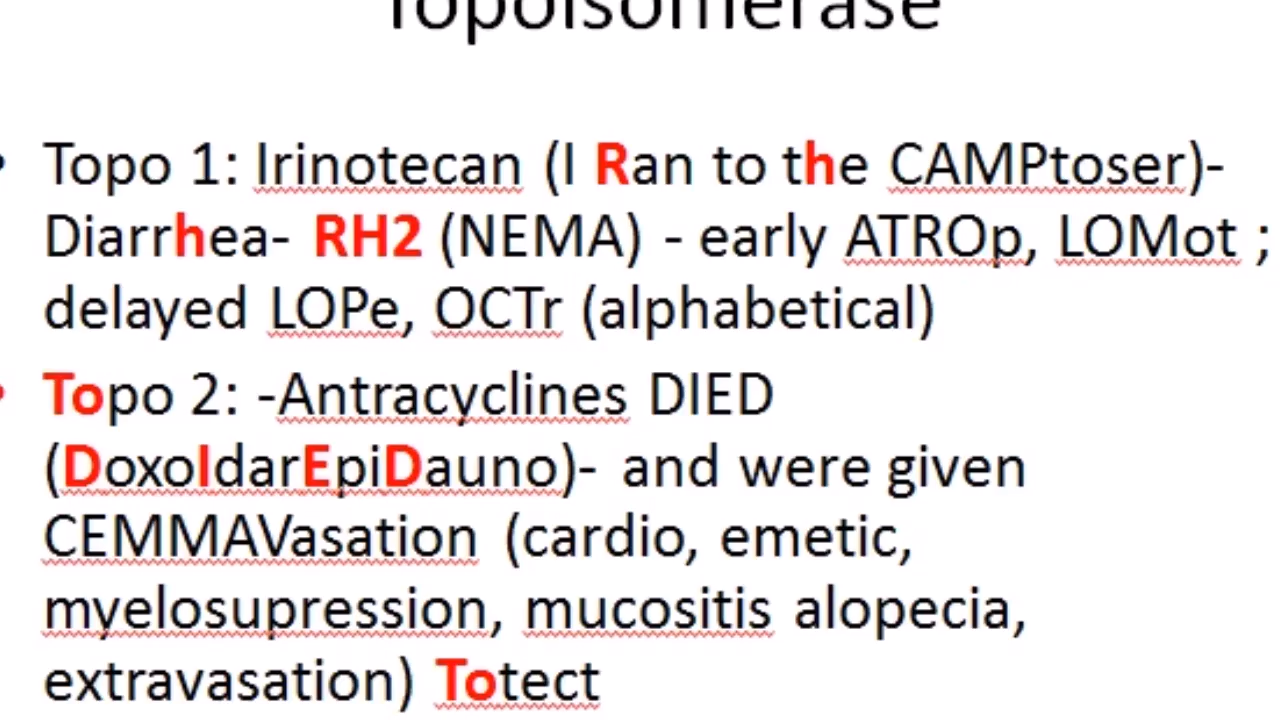 Topoisomerase
• Topo 1: Irinotecan (I Ran to the CAMPtoser)-
Diarrhea- RH2 (NEMA) - early ATROp, LOMot ;
delayed LOPe, OCTr (alphabetical)
• Topo 2: -Antracyclines DIED
(DoxoIdarEpiDauno)- and were given
CEMMAVasation (cardio, emetic,
myelosupression, mucositis alopecia,
extravasation) Totect